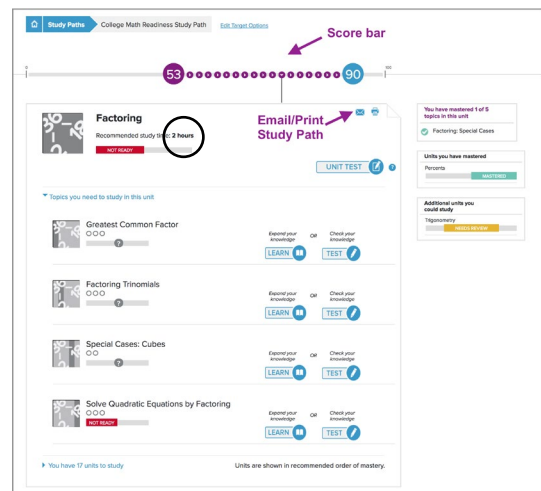 Study Paths
College Math Readiness Study Path
Edit Target Options
Score bar
0
53
90
100
Factoring
Recommended study time: 2 hours
NOT READY
Email/Print
Study Path
UNIT TEST
?
You have mastered 1 of 5
topics in this unit
Factoring: Special Cases
Units you have mastered
Percents
MASTERED
Additional units you
could study
Trigonometry
NEEDS REVIEW
Topics you need to study in this unit
Greatest Common Factor
?
Expand your
knowledge
OR
Check your
knowledge
LEARN
TEST
Factoring Trinomials
?
Expand your
knowledge
OR
Check your
knowledge
LEARN
TEST
Special Cases: Cubes
?
Expand your
knowledge
OR
Check your
knowledge
LEARN
TEST
Solve Quadratic Equations by Factoring
NOT READY
Expand your
knowledge
OR
Check your
knowledge
LEARN
TEST
You have 17 units to study
Units are shown in recommended order of mastery.